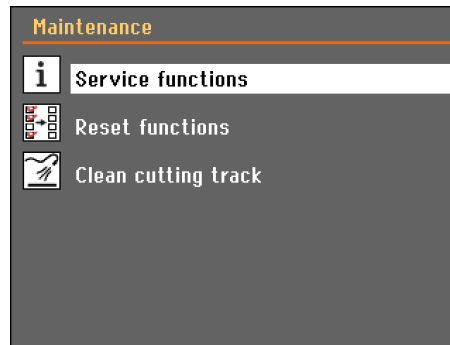 Maintenance
Service functions
Reset functions
Clean cutting track